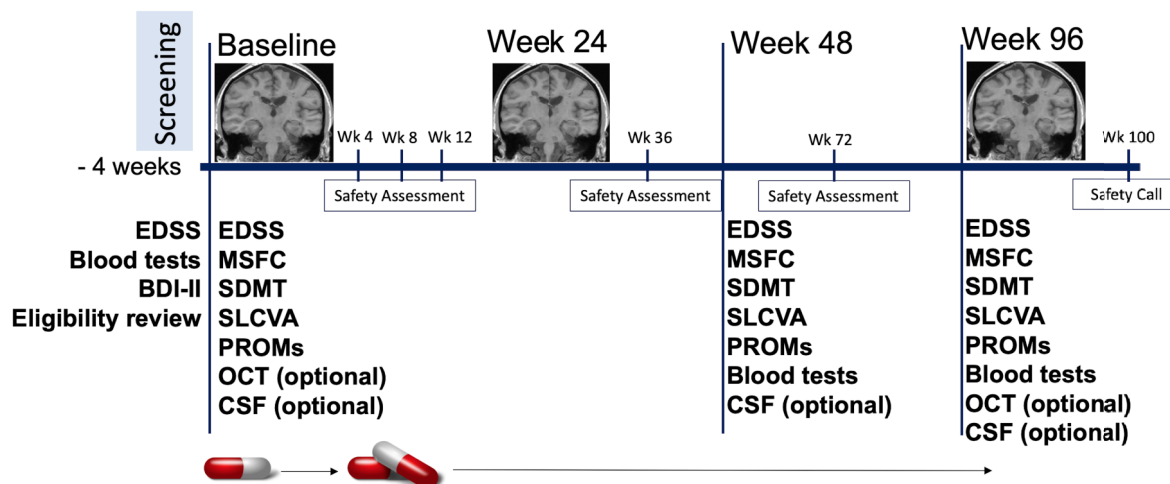 Screening
Baseline
Week 24
Week 48
Week 96
Wk 4
Wk 8
Wk 12
Wk 36
Wk 72
Wk 100
- 4 weeks
Safety Assessment
Safety Assessment
Safety Assessment
Safety Call
EDSS
Blood tests
BDI-II
Eligibility review
EDSS
MSFC
SDMT
SLCVA
PROMs
OCT (optional)
CSF (optional)
EDSS
MSFC
SDMT
SLCVA
PROMs
Blood tests
CSF (optional)
EDSS
MSFC
SDMT
SLCVA
PROMs
Blood tests
OCT (optional)
CSF (optional)